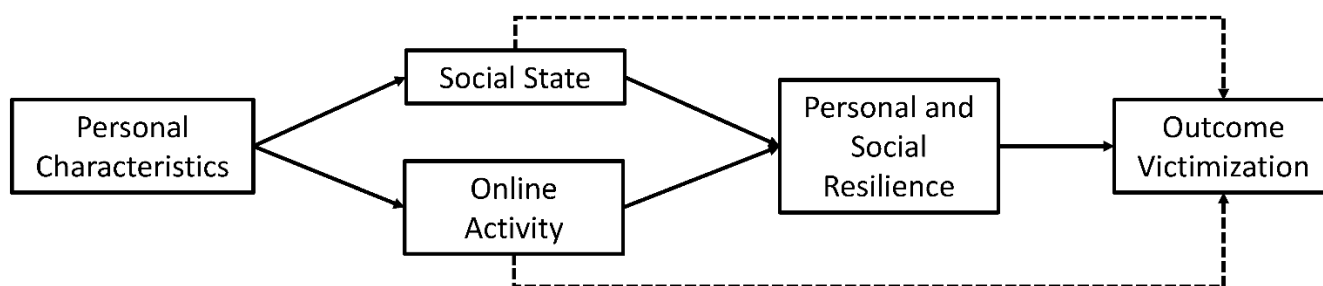 Personal
Characteristics
Social State
Online
Activity
Personal and
Social
Resilience
Outcome
Victimization